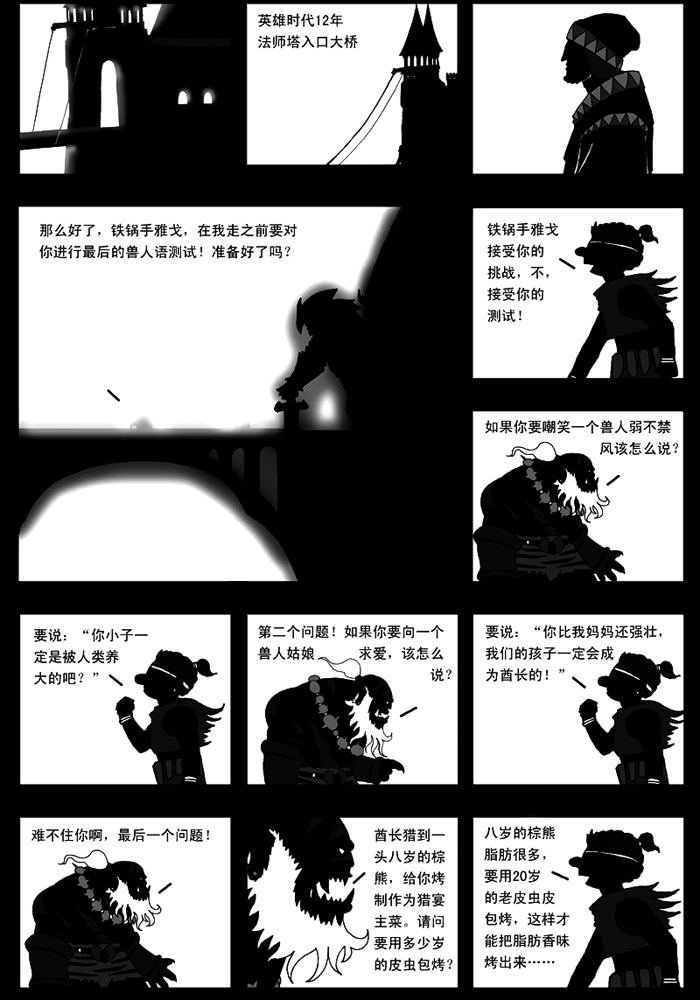 英雄时代12年
法师塔入口大桥
那么好了，铁锅手雅戈，在我走之前要对
你进行最后的兽人语测试！准备好了吗？
铁锅手雅戈
接受你的
挑战，不，
接受你的
测试！
如果你要嘲笑一个兽人弱不禁
风该怎么说？
要说：“你小子一
定是被人类养
大的吧？”
第二个问题！如果你要向一个
兽人姑娘求爱，该怎么
说？
要说：“你比我妈妈还强壮，
我们的孩子一定会成
为酋长的！”
难不住你啊，最后一个问题！
酋长猎到一
头八岁的棕
熊，给你烤
制作为猎宴
主菜。请问
要用多少岁
的皮虫包烤？
八岁的棕熊
脂肪很多，
要用20岁
的老皮虫皮
包烤，这样才
能把脂肪香味
烤出来……